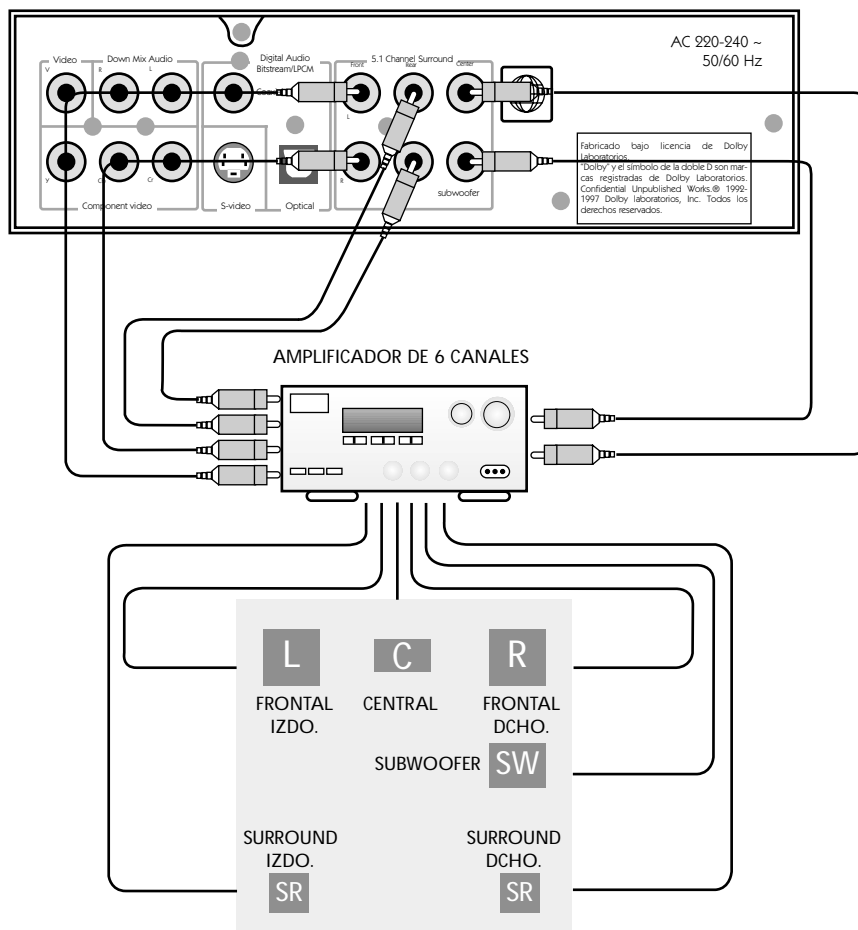 Video
Down Mix Audio
Digital Audio
Bitstream/LPCM
5.1 Channel Surround
AC 220-240 ~
50/60 Hz
V
R
L
Coax
Front
Rear
Center
L
Y
Cr
R
subwoofer
Component video
S-video
Optical
Fabricado bajo licencia de Dolby
Laboratorios.
"Dolby" y el símbolo de la doble D son mar-
cas registradas de Dolby Laboratorios.
Confidential Unpublished Works.® 1992-
1997 Dolby laboratorios, Inc. Todos los
derechos reservados.
AMPLIFICADOR DE 6 CANALES
L
C
R
FRONTAL
IZDO.
CENTRAL
FRONTAL
DCHO.
SUBWOOFER
SW
SURROUND
IZDO.
SURROUND
DCHO.
SR
SR